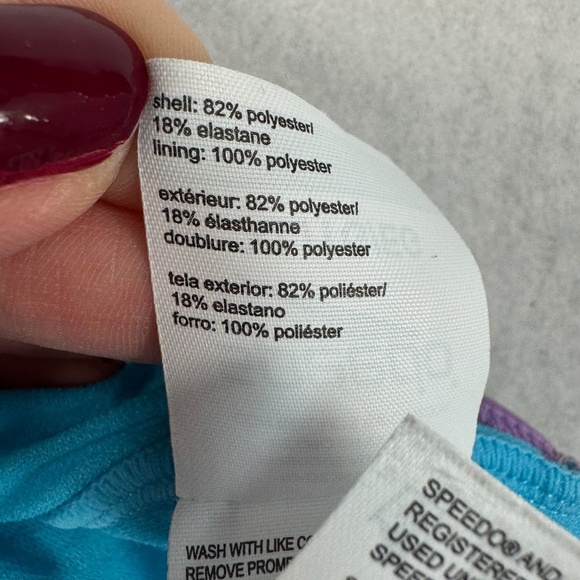 shell: 82% polyester/
18% elastane
lining: 100% polyester
extérieur: 82% polyester/
18% élasthanne
doublure: 100% polyester
tela exterior: 82% poliéster/
18% elastano
forro: 100% poliéster
WASH WITH LIKE
REMOVE
SPEEDO® AND
REGISTERE
USED